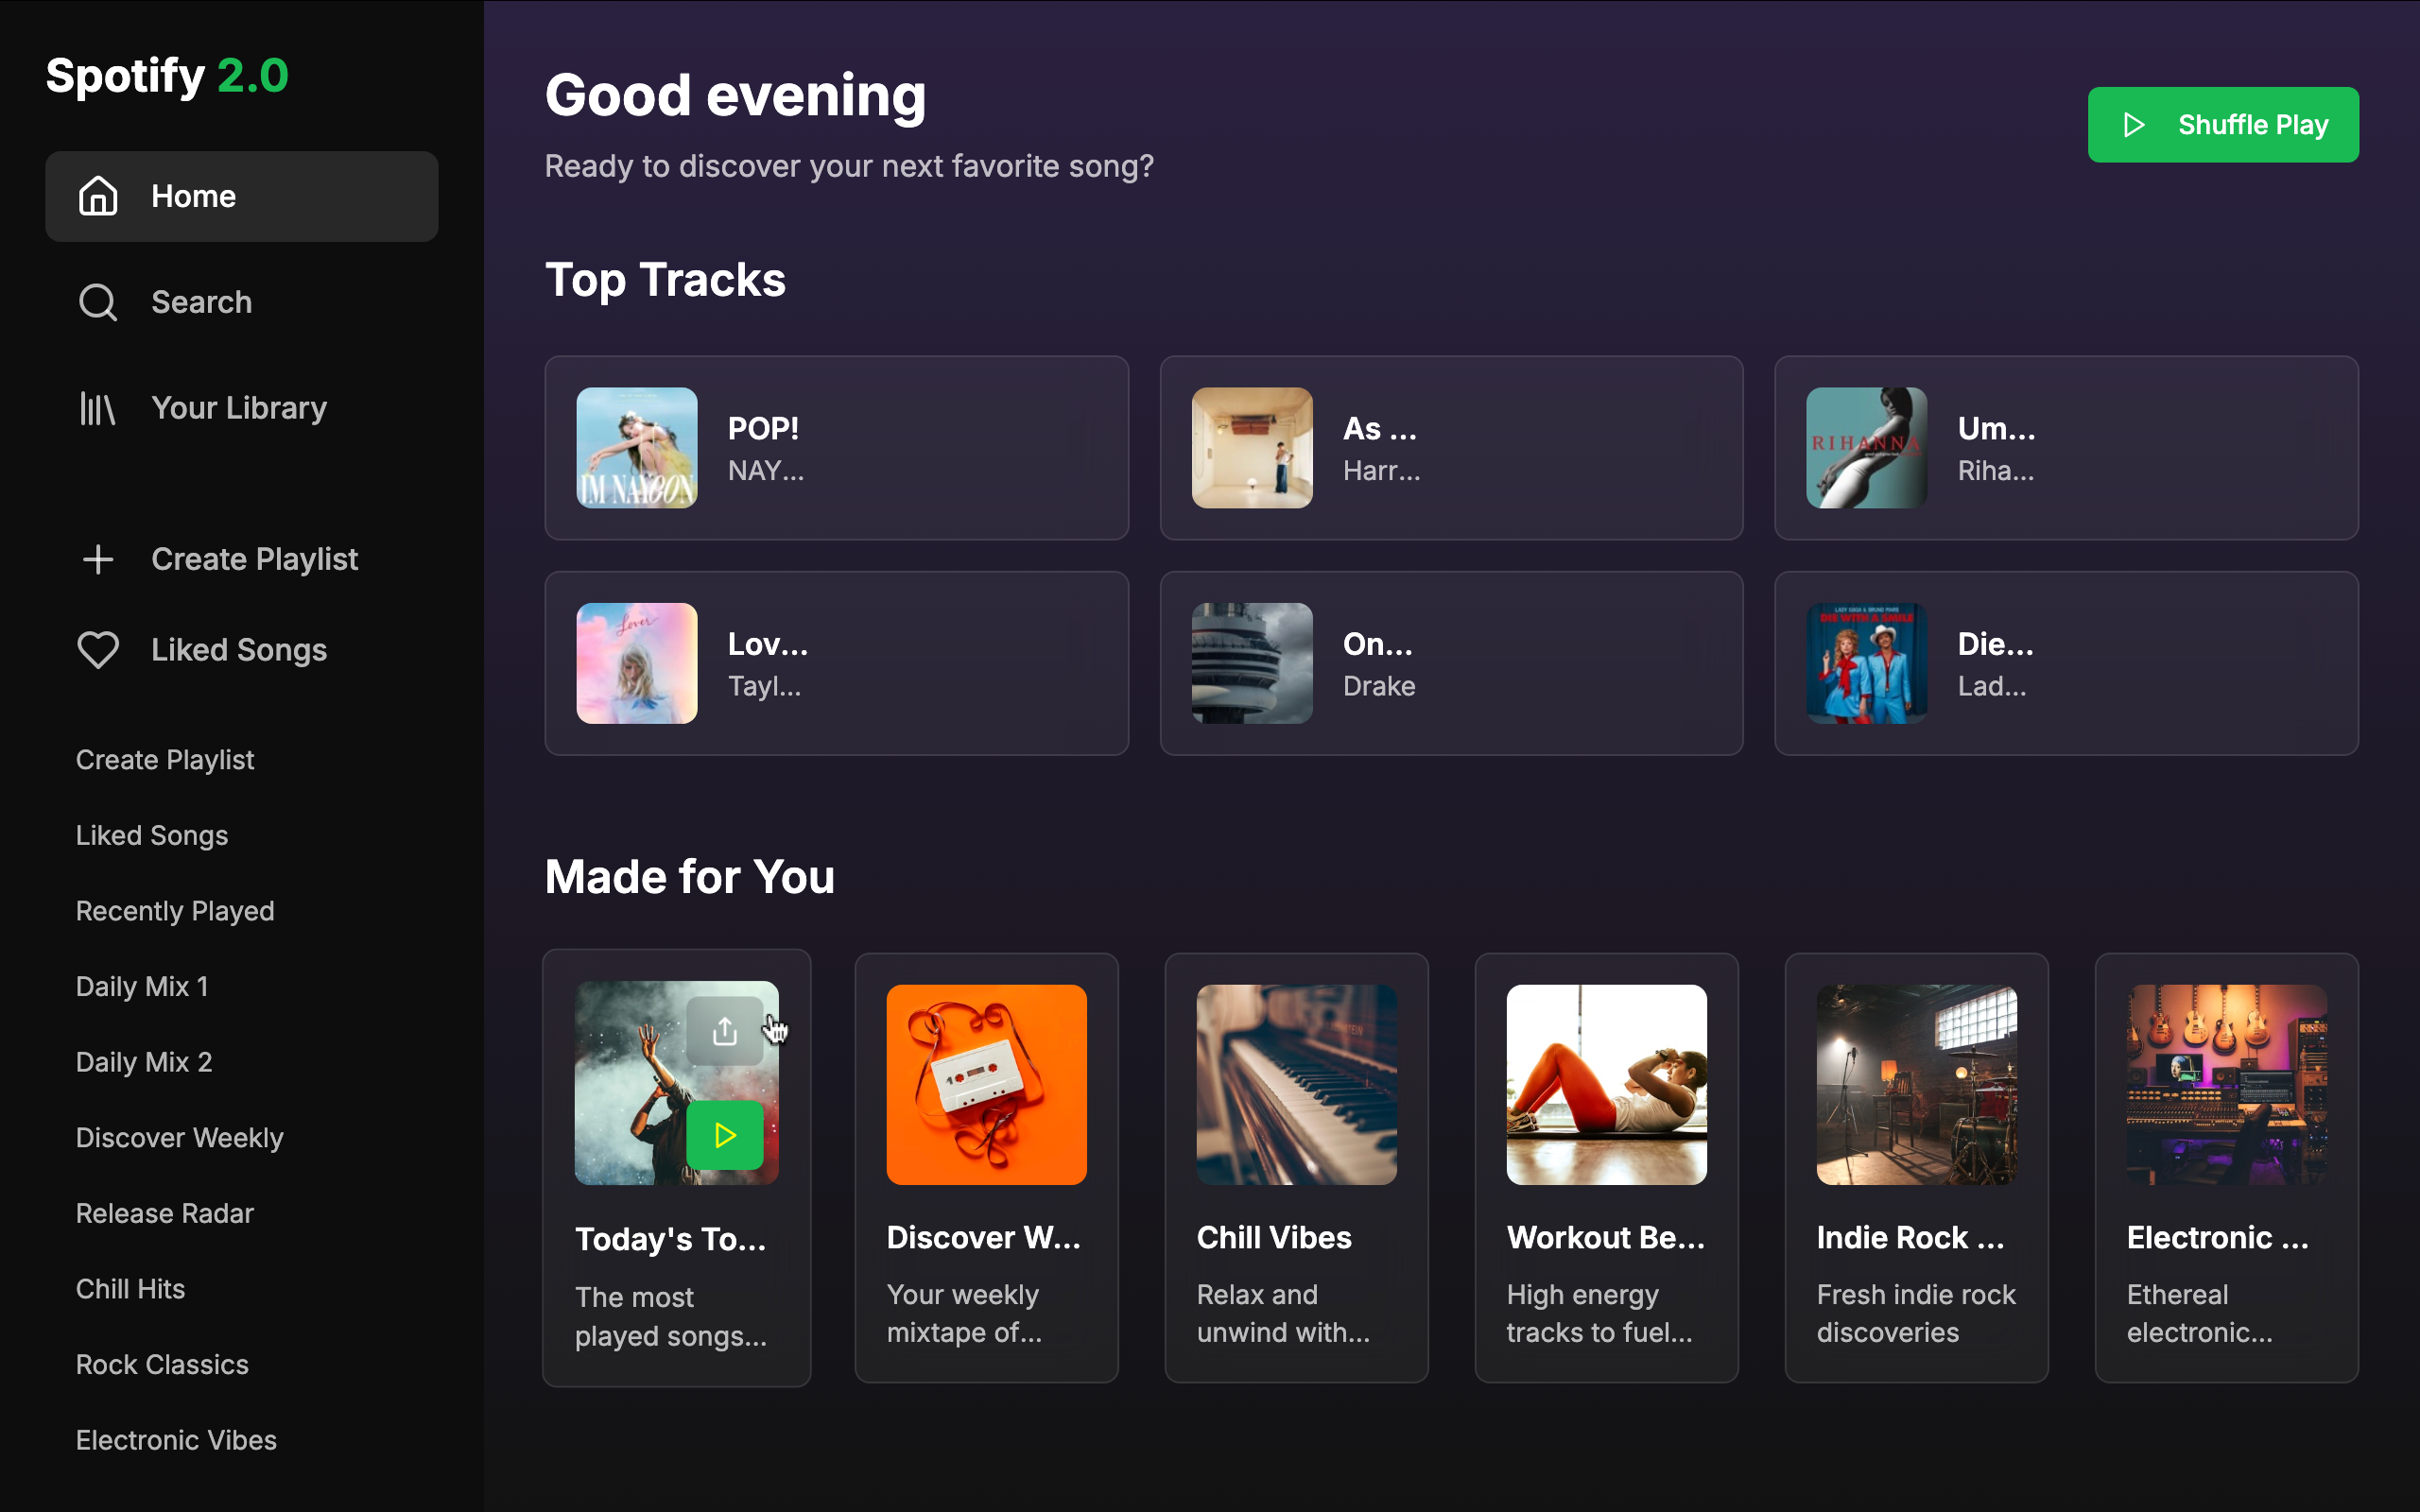 Spotify 2.0
Home
Search
Your Library
Create Playlist
Liked Songs
Create Playlist
Liked Songs
Recently Played
Daily Mix 1
Daily Mix 2
Discover Weekly
Release Radar
Chill Hits
Rock Classics
Electronic Vibes
Good evening
Ready to discover your next favorite song?
Shuffle Play
Top Tracks
IM NAYEON
POP!
NAY...
As ...
Harr...
RIHANNA
Um...
Riha...
Lover
Lov...
Tayl...
On...
Drake
LADY GAGA & BRUNO MARS
DIE WITH A SMILE
Die...
Lad...
Made for You
Today's To...
The most
played songs...
Discover W...
Your weekly
mixtape of...
Chill Vibes
Relax and
unwind with...
Workout Be...
High energy
tracks to fuel...
Indie Rock ...
Fresh indie rock
discoveries
Electronic ...
Ethereal
electronic...